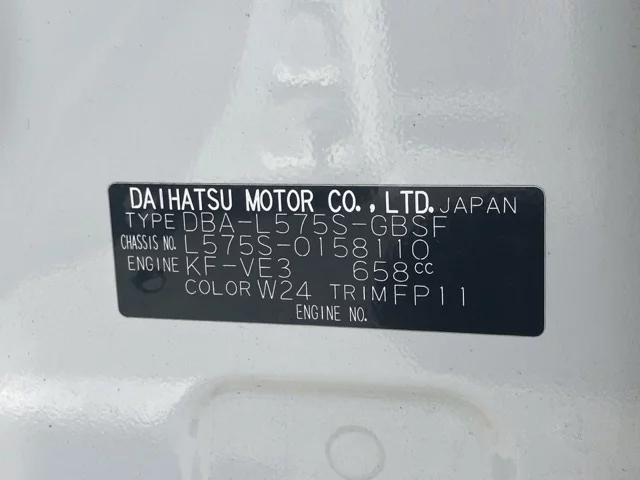 DAIHATSU MOTOR CO., LTD. JAPAN
TYPE DBA-L575S-GBSF
CHASSIS NO. L575S-0158110
ENGINE KF-VE3 658cc
COLOR W24 TRIM FP11
ENGINE NO.